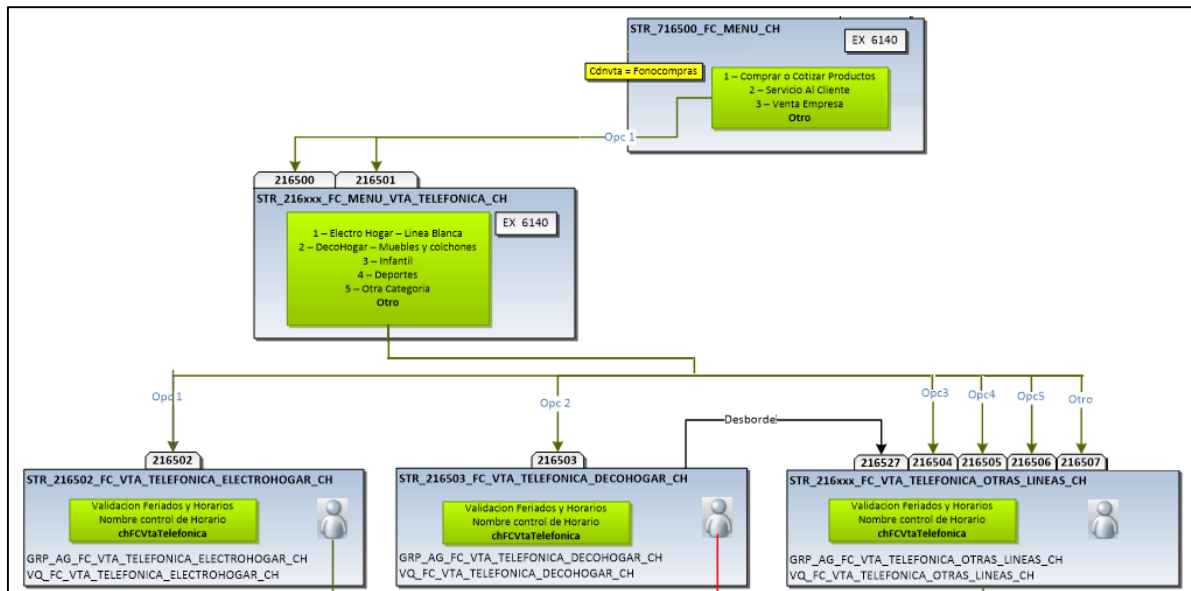 STR_716500_FC_MENU_CH
EX 6140
Cdnvta = Fonocompras
1 – Comprar o Cotizar Productos
2 – Servicio Al Cliente
3 – Venta Empresa
Otro
Opc 1
216500
216501
STR_216xxx_FC_MENU_VTA_TELEFONICA_CH
EX 6140
1 – Electro Hogar – Linea Blanca
2 – DecoHogar – Muebles y colchones
3 – Infantil
4 – Deportes
5 – Otra Categoria
Otro
Opc 1
Opc 2
Opc3
Opc4
Opc5
Otro
Desborde
216502
STR_216502_FC_VTA_TELEFONICA_ELECTROHOGAR_CH
Validacion Feriados y Horarios
Nombre control de Horario
chFCVtaTelefonica
GRP_AG_FC_VTA_TELEFONICA_ELECTROHOGAR_CH
VQ_FC_VTA_TELEFONICA_ELECTROHOGAR_CH
216503
STR_216503_FC_VTA_TELEFONICA_DECOHOGAR_CH
Validacion Feriados y Horarios
Nombre control de Horario
chFCVtaTelefonica
GRP_AG_FC_VTA_TELEFONICA_DECOHOGAR_CH
VQ_FC_VTA_TELEFONICA_DECOHOGAR_CH
216527
216504
216505
216506
216507
STR_216xxx_FC_VTA_TELEFONICA_OTRAS_LINEAS_CH
Validacion Feriados y Horarios
Nombre control de Horario
chFCVtaTelefonica
GRP_AG_FC_VTA_TELEFONICA_OTRAS_LINEAS_CH
VQ_FC_VTA_TELEFONICA_OTRAS_LINEAS_CH